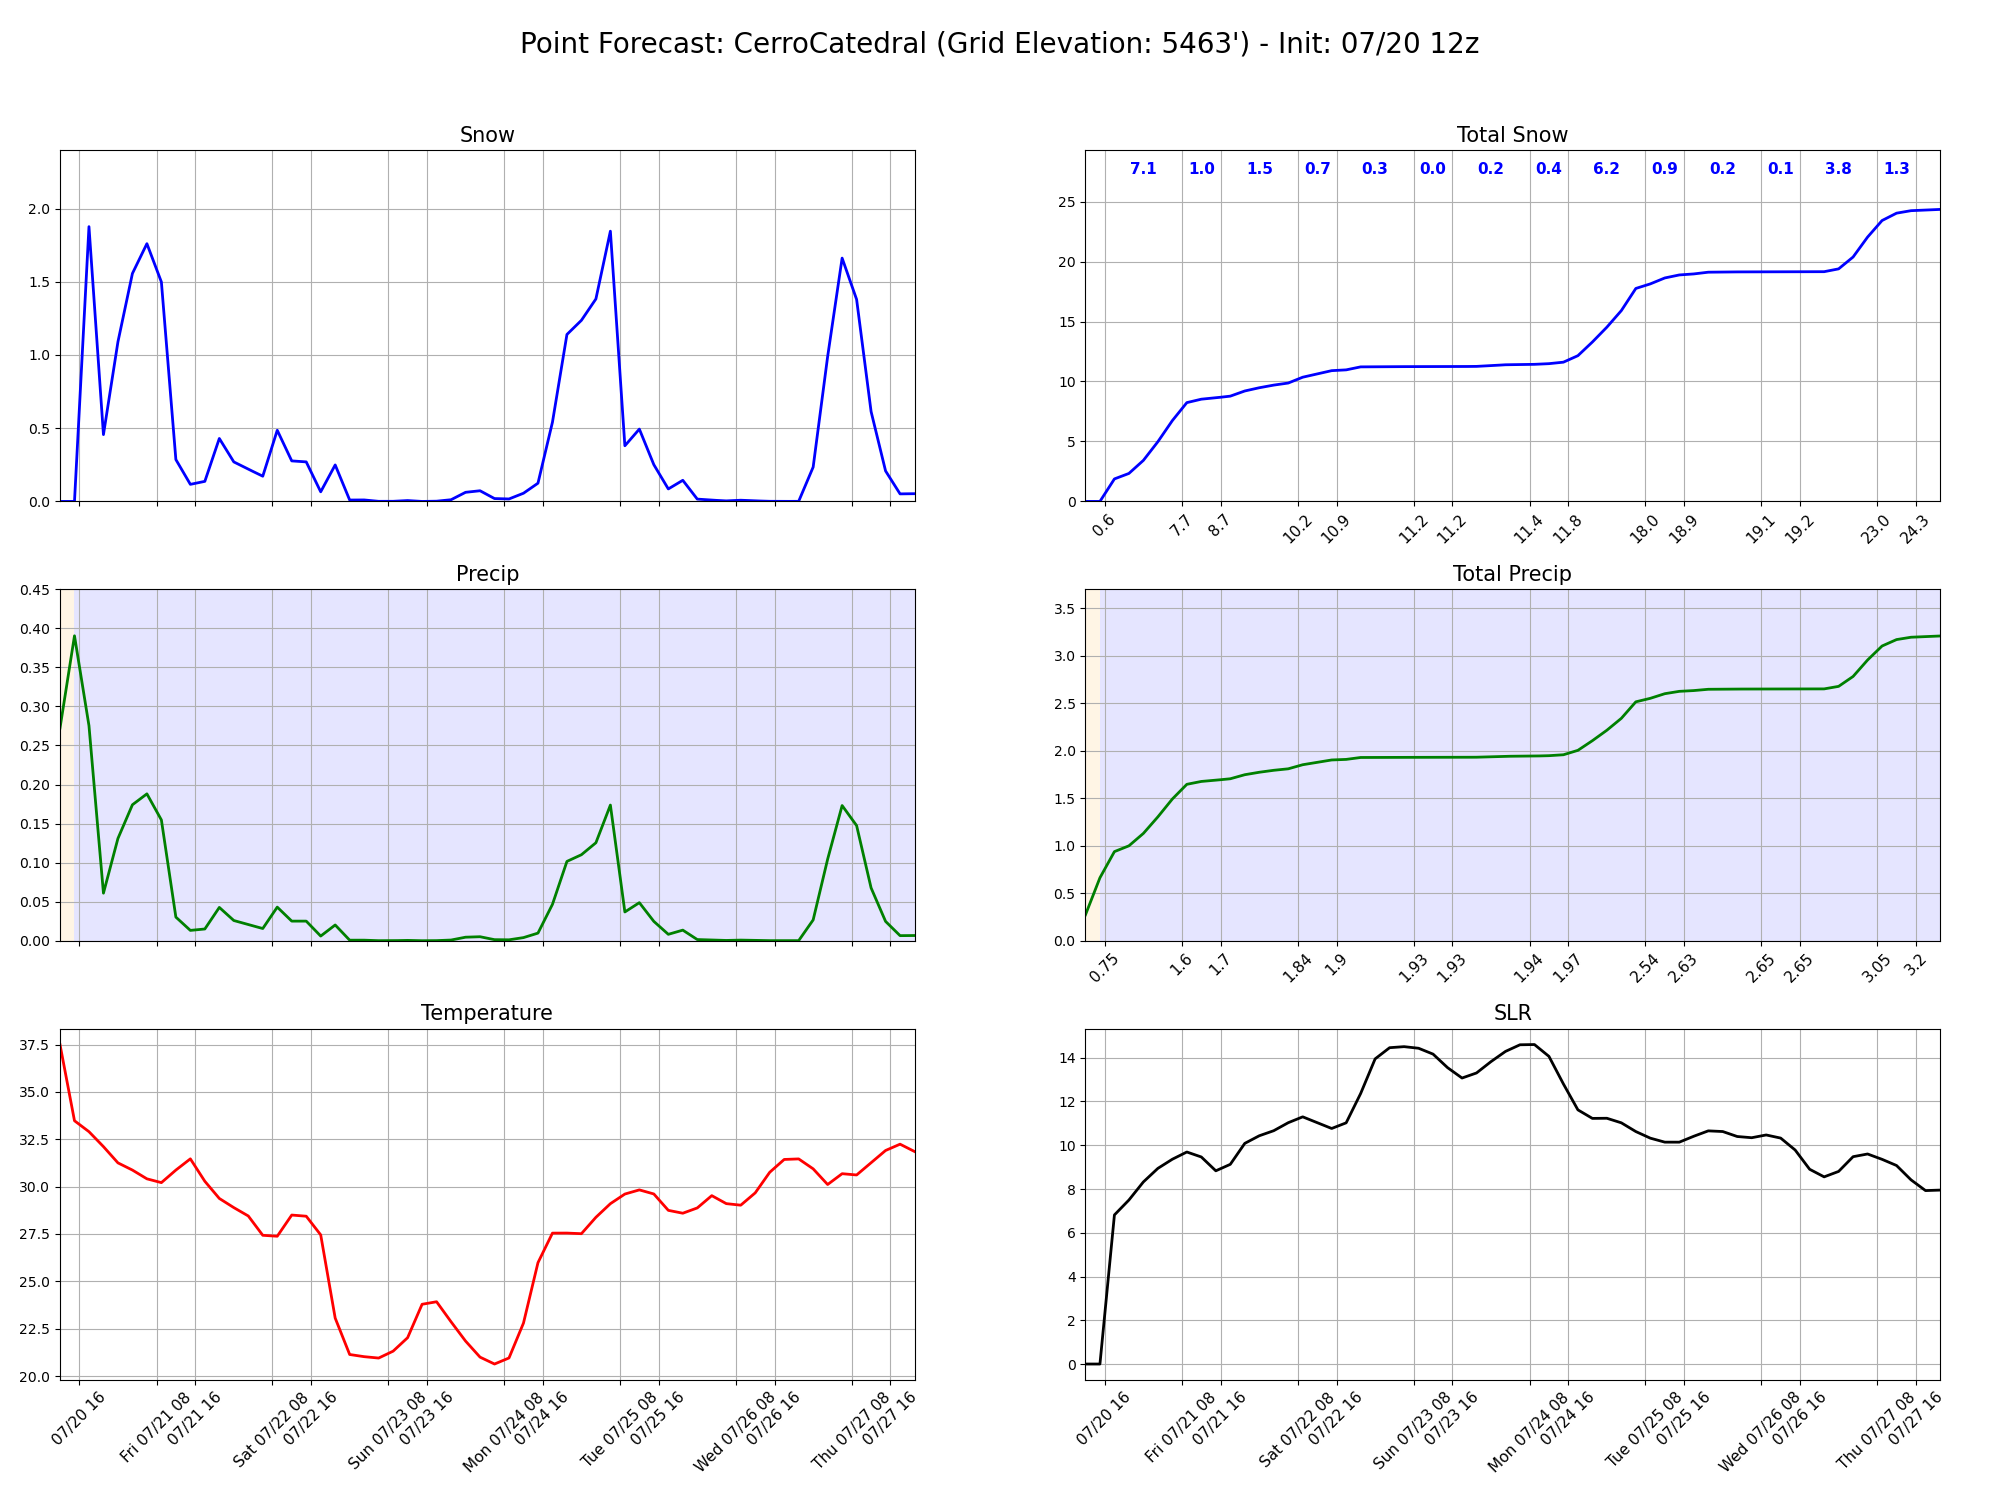 Point Forecast: CerroCatedral (Grid Elevation: 5463') - Init: 07/20 12z
Snow
2.0
1.5
1.0
0.5
0.0
Total Snow
7.1 1.0 1.5 0.7 0.3 0.0 0.2 0.4 6.2 0.9 0.2 0.1 3.8 1.3
25
20
15
10
5
0
0.6 7.7 8.7 10.2 10.9 11.2 11.2 11.4 11.8 18.0 18.9 19.1 19.2 23.0 24.3
Precip
0.45
0.40
0.35
0.30
0.25
0.20
0.15
0.10
0.05
0.00
Total Precip
3.5
3.0
2.5
2.0
1.5
1.0
0.5
0.0
0.75 1.6 1.7 1.84 1.9 1.93 1.93 1.94 1.97 2.54 2.63 2.65 2.65 3.05 3.2
Temperature
37.5
35.0
32.5
30.0
27.5
25.0
22.5
20.0
07/20 16
Fri 07/21 08
07/21 16
Sat 07/22 08
07/22 16
Sun 07/23 08
07/23 16
Mon 07/24 08
07/24 16
Tue 07/25 08
07/25 16
Wed 07/26 08
07/26 16
Thu 07/27 08
07/27 16
SLR
14
12
10
8
6
4
2
0
07/20 16
Fri 07/21 08
07/21 16
Sat 07/22 08
07/22 16
Sun 07/23 08
07/23 16
Mon 07/24 08
07/24 16
Tue 07/25 08
07/25 16
Wed 07/26 08
07/26 16
Thu 07/27 08
07/27 16